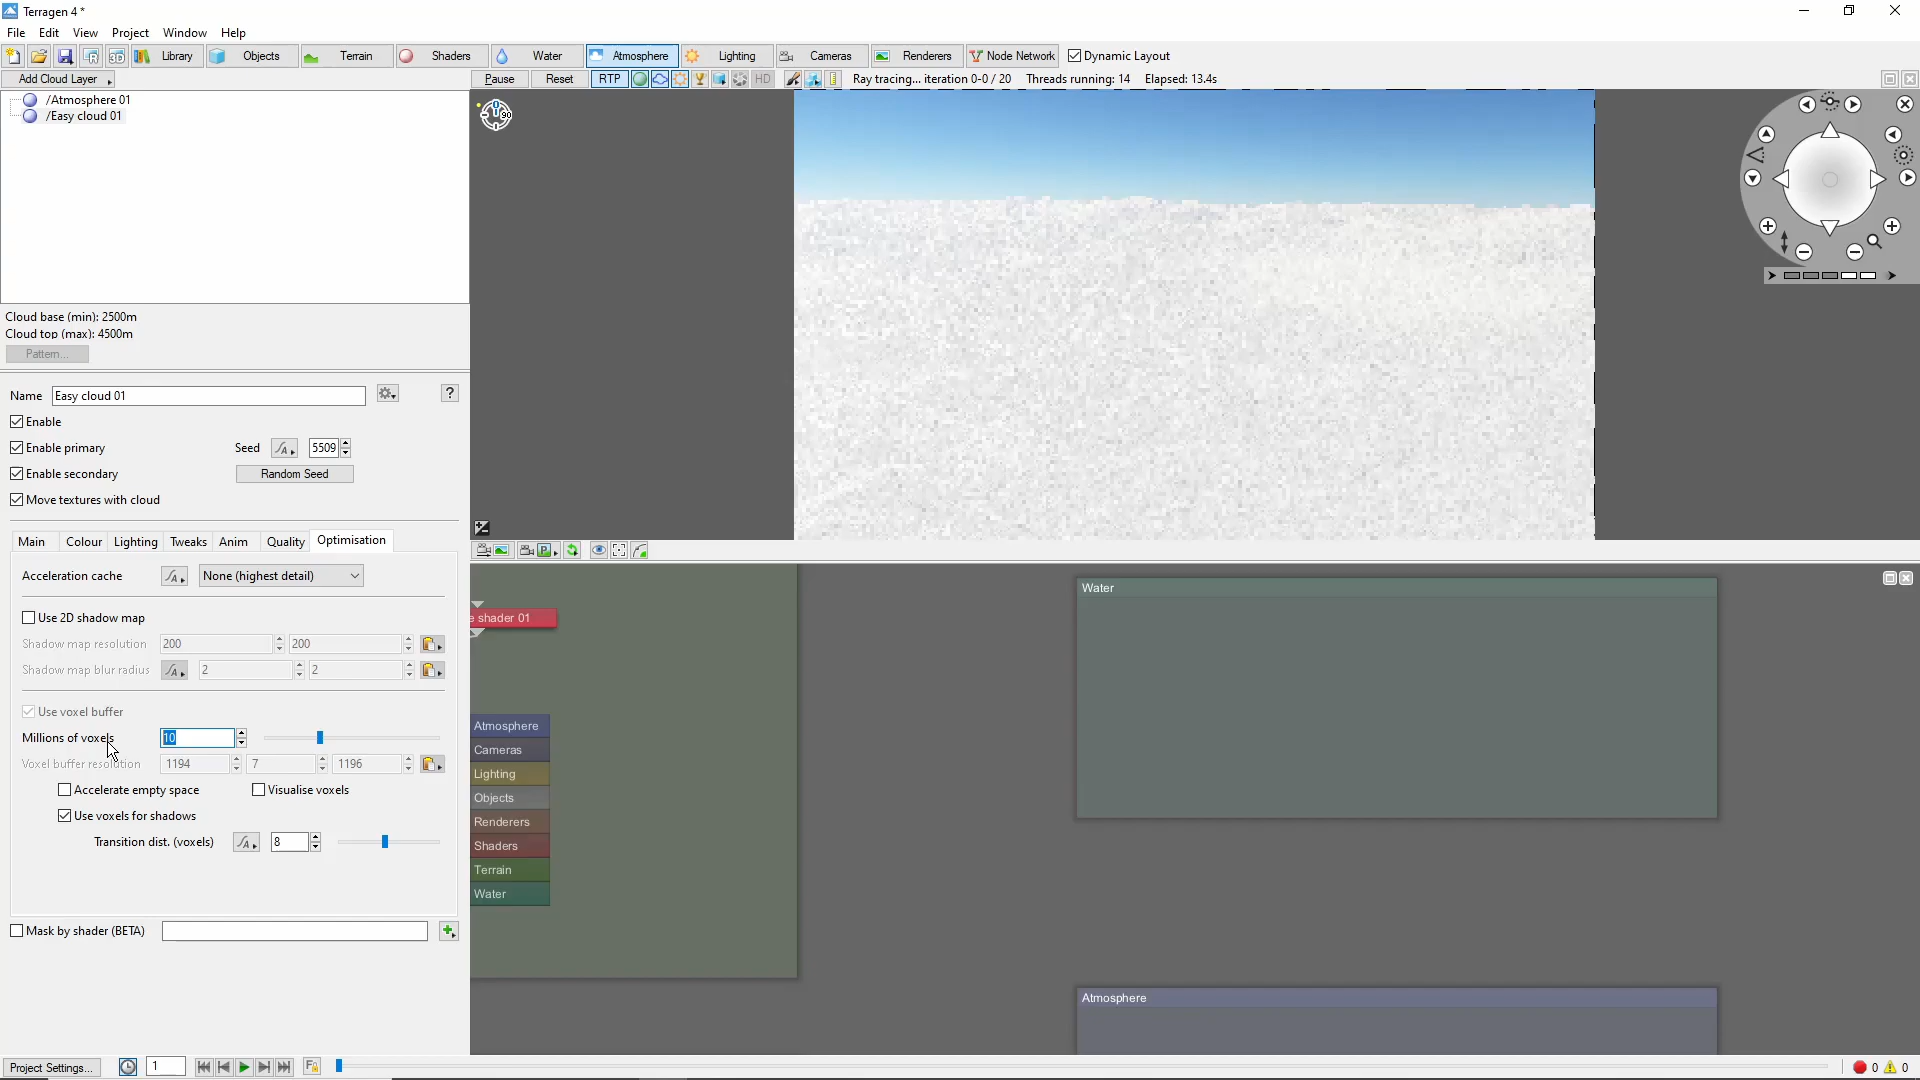 Terragen 4 *
File Edit View Project Window Help
Library Objects Terrain Shaders Water Atmosphere Lighting Cameras Renderers Node Network Dynamic Layout
Add Cloud Layer Pause Reset RTP HD Ray tracing... iteration 0-0 / 20 Threads running: 14 Elapsed: 13.4s
/Atmosphere 01
/Easy cloud 01
Cloud base (min): 2500m
Cloud top (max): 4500m
Pattern...
Name Easy cloud 01 ?
Enable
Enable primary Seed 5509
Enable secondary Random Seed
Move textures with cloud
Main Colour Lighting Tweaks Anim Quality Optimisation
Acceleration cache None (highest detail)
Use 2D shadow map
Shadow map resolution 200 200
Shadow map blur radius 2 2
Use voxel buffer
Millions of voxels 10
Voxel buffer resolution 1194 7 1196
Accelerate empty space Visualise voxels
Use voxels for shadows
Transition dist. (voxels) 8
Mask by shader (BETA)
e shader 01
Atmosphere
Cameras
Lighting
Objects
Renderers
Shaders
Terrain
Water
Water
Atmosphere
Project Settings... 1 0 0